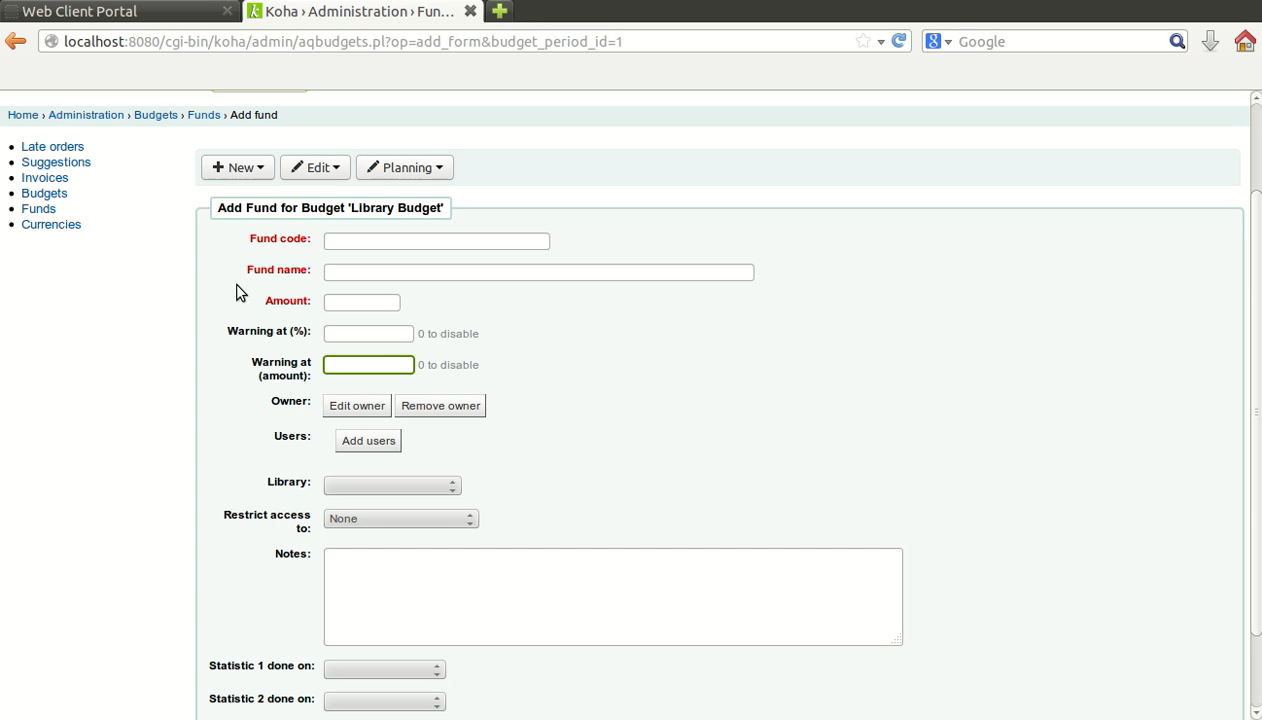 Web Client Portal
Koha › Administration › Fun...
localhost:8080/cgi-bin/koha/admin/aqbudgets.pl?op=add_form&budget_period_id=1
Google
Home › Administration › Budgets › Funds › Add fund
Late orders
Suggestions
Invoices
Budgets
Funds
Currencies
New
Edit
Planning
Add Fund for Budget 'Library Budget'
Fund code:
Fund name:
Amount:
Warning at (%):
0 to disable
Warning at
(amount):
0 to disable
Owner:
Edit owner
Remove owner
Users:
Add users
Library:
Restrict access
to:
None
Notes:
Statistic 1 done on:
Statistic 2 done on: